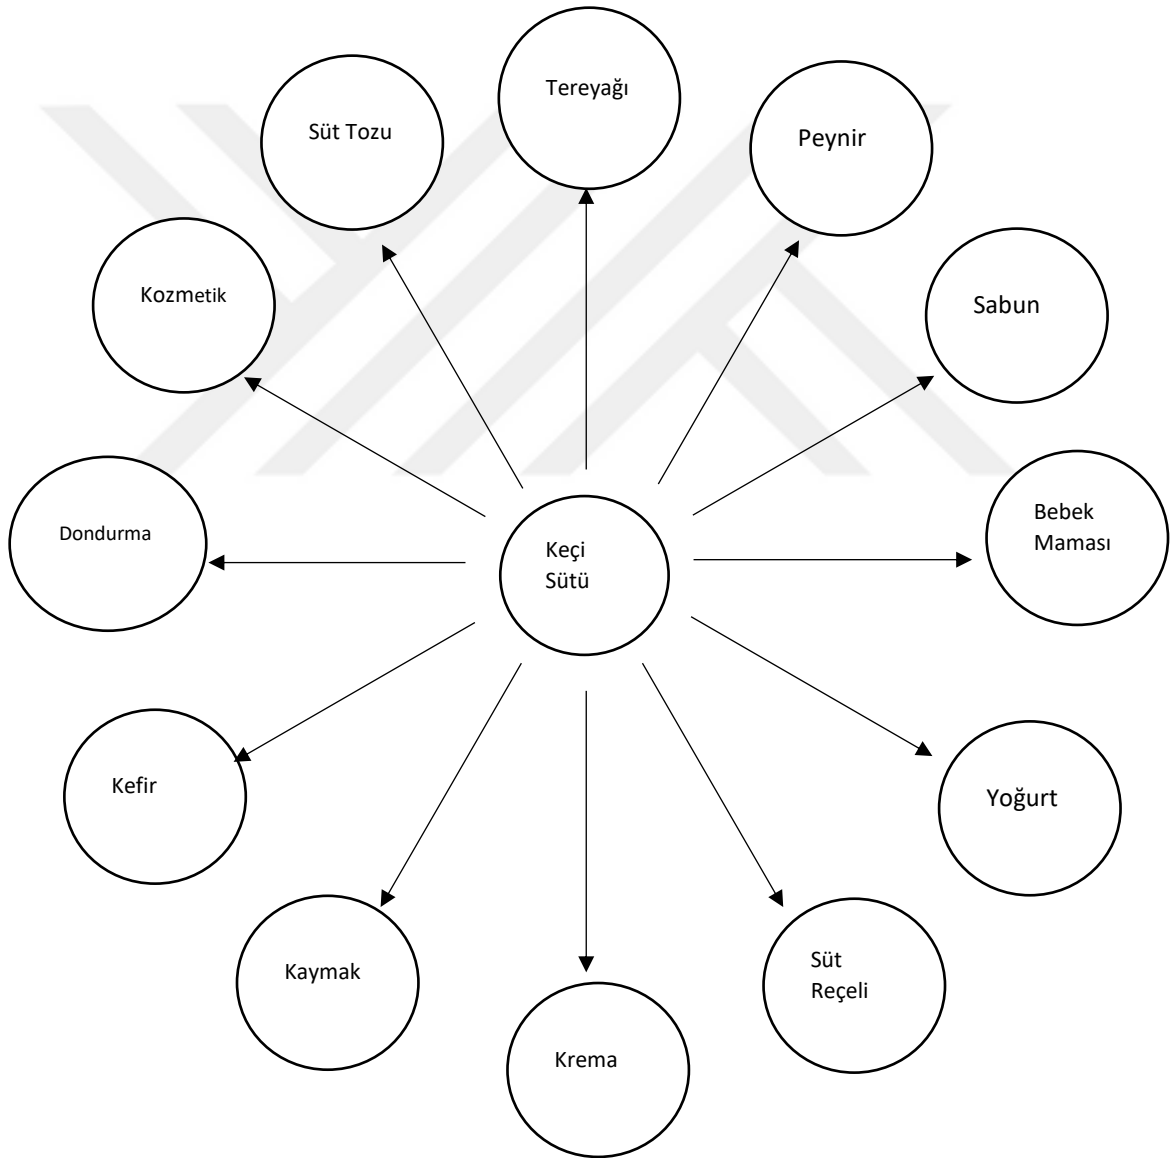 Tereyağı
Süt Tozu
Peynir
Kozmetik
Sabun
Dondurma
Keçi
Sütü
Bebek
Maması
Kefir
Yoğurt
Kaymak
Süt
Reçeli
Krema